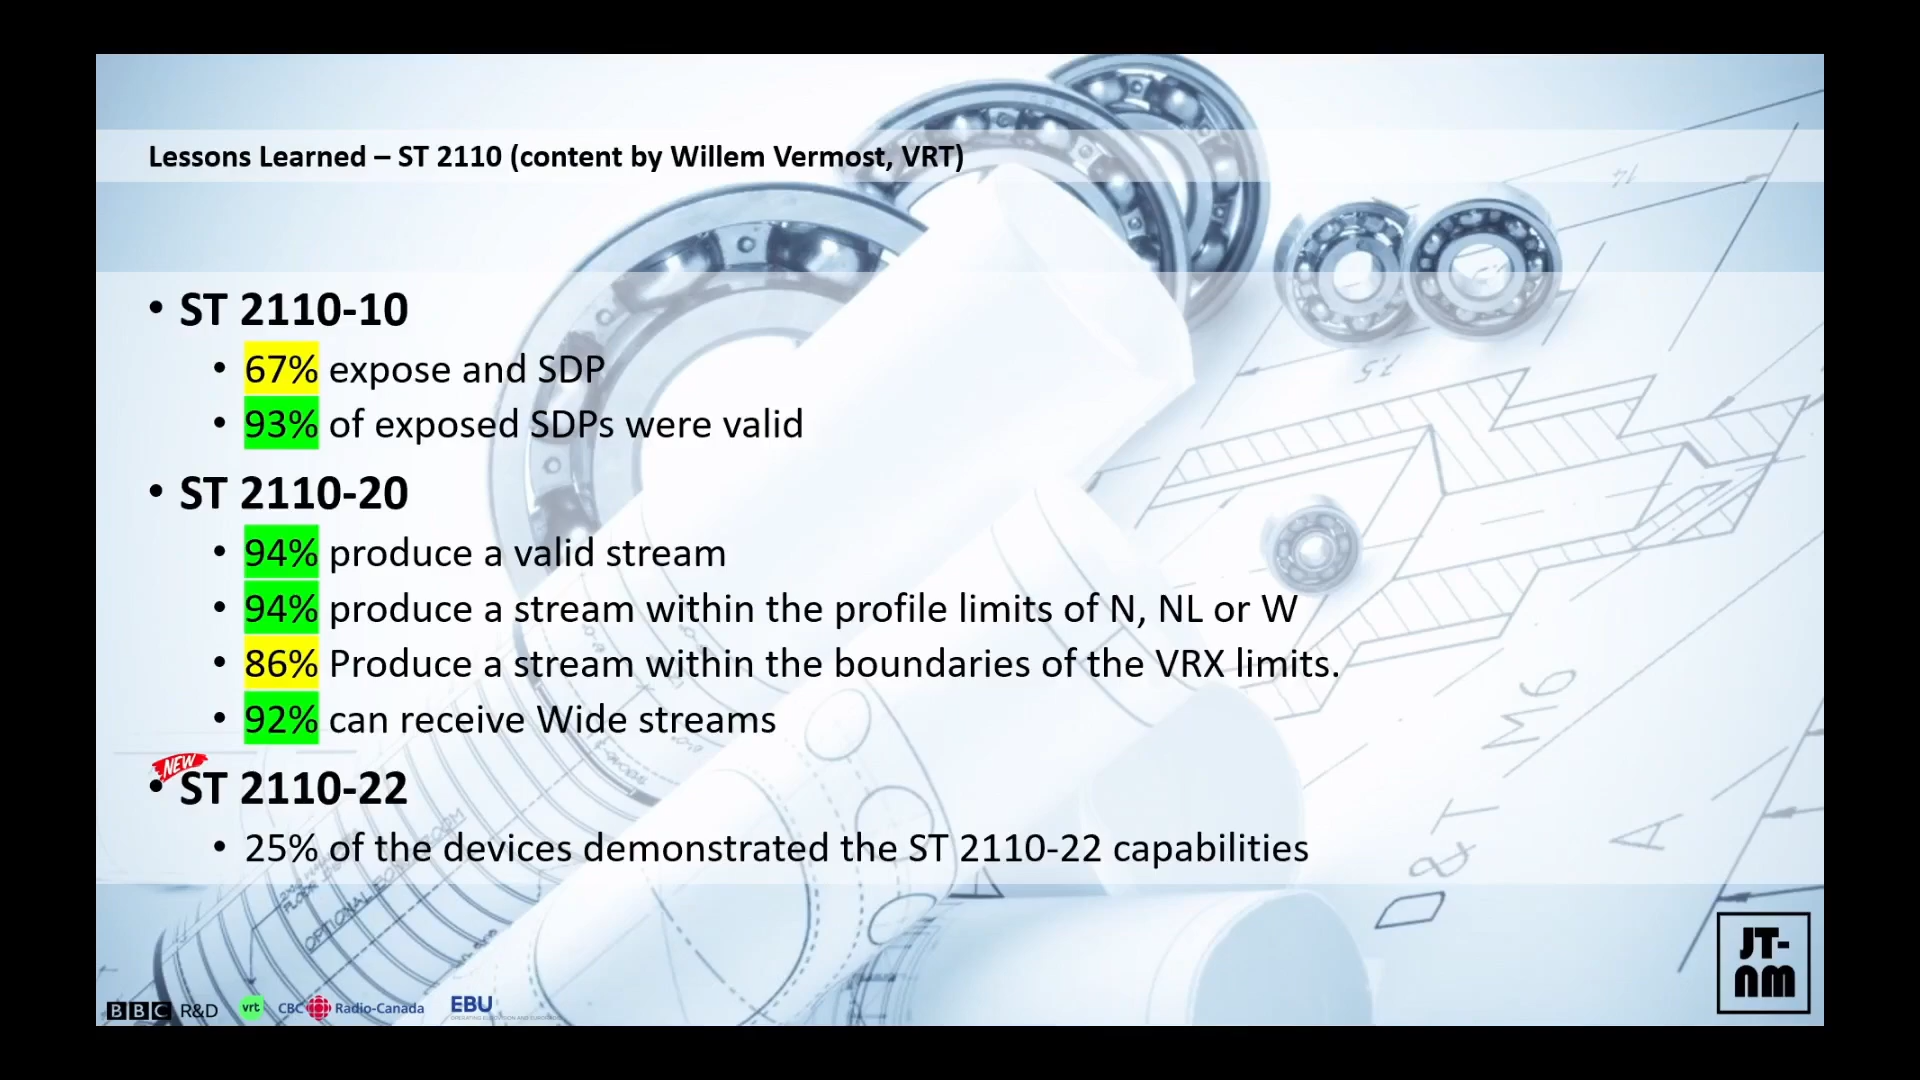 Lessons Learned – ST 2110 (content by Willem Vermost, VRT)
• ST 2110-10
• 67% expose and SDP
• 93% of exposed SDPs were valid
• ST 2110-20
• 94% produce a valid stream
• 94% produce a stream within the profile limits of N, NL or W
• 86% Produce a stream within the boundaries of the VRX limits.
• 92% can receive Wide streams
NEW
• ST 2110-22
• 25% of the devices demonstrated the ST 2110-22 capabilities
14
75
M6
D&T
A
OPTIONAL
JT-
nm
BBC R&D vrt CBC Radio-Canada EBU